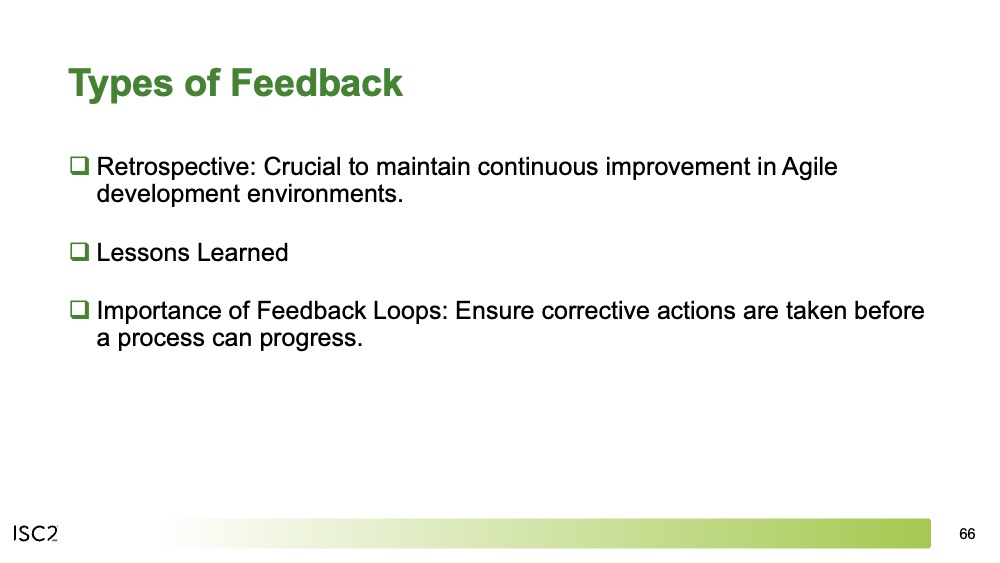 Types of Feedback
Retrospective: Crucial to maintain continuous improvement in Agile
development environments.
Lessons Learned
Importance of Feedback Loops: Ensure corrective actions are taken before
a process can progress.
ISC2
66